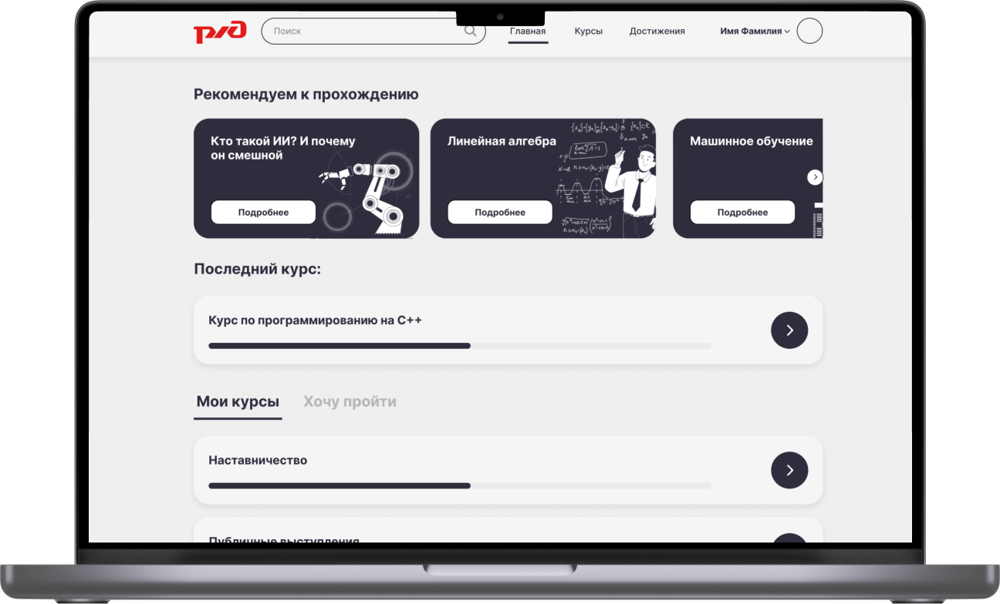 ржд
Поиск
Главная
Курсы
Достижения
Имя Фамилия
Рекомендуем к прохождению
Кто такой ИИ? И почему
он смешной
Подробнее
Линейная алгебра
Подробнее
Машинное обучение
Подробнее
Последний курс:
Курс по программированию на C++
Мои курсы
Хочу пройти
Наставничество
Публичные выступления